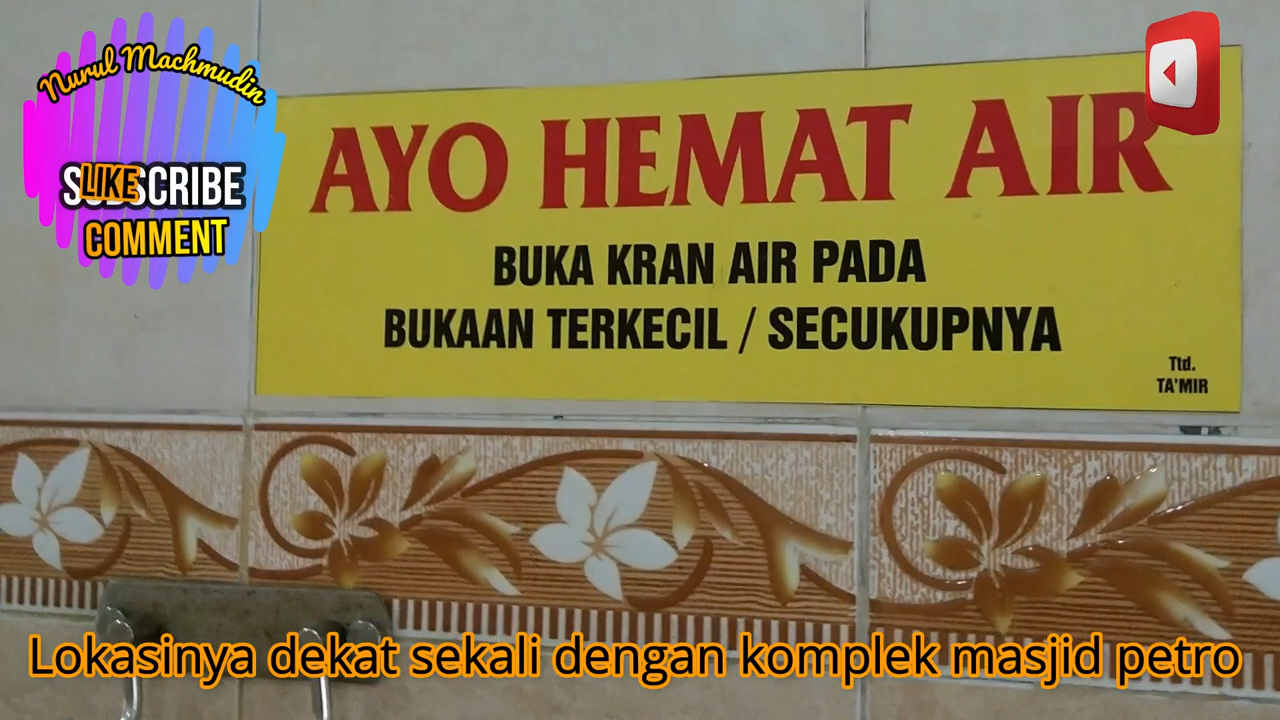 Nurul Machmudin
LIKE
SUBSCRIBE
COMMENT
AYO HEMAT AIR
BUKA KRAN AIR PADA
BUKAAN TERKECIL / SECUKUPNYA
Ttd.
TA'MIR
Lokasinya dekat sekali dengan komplek masjid petro